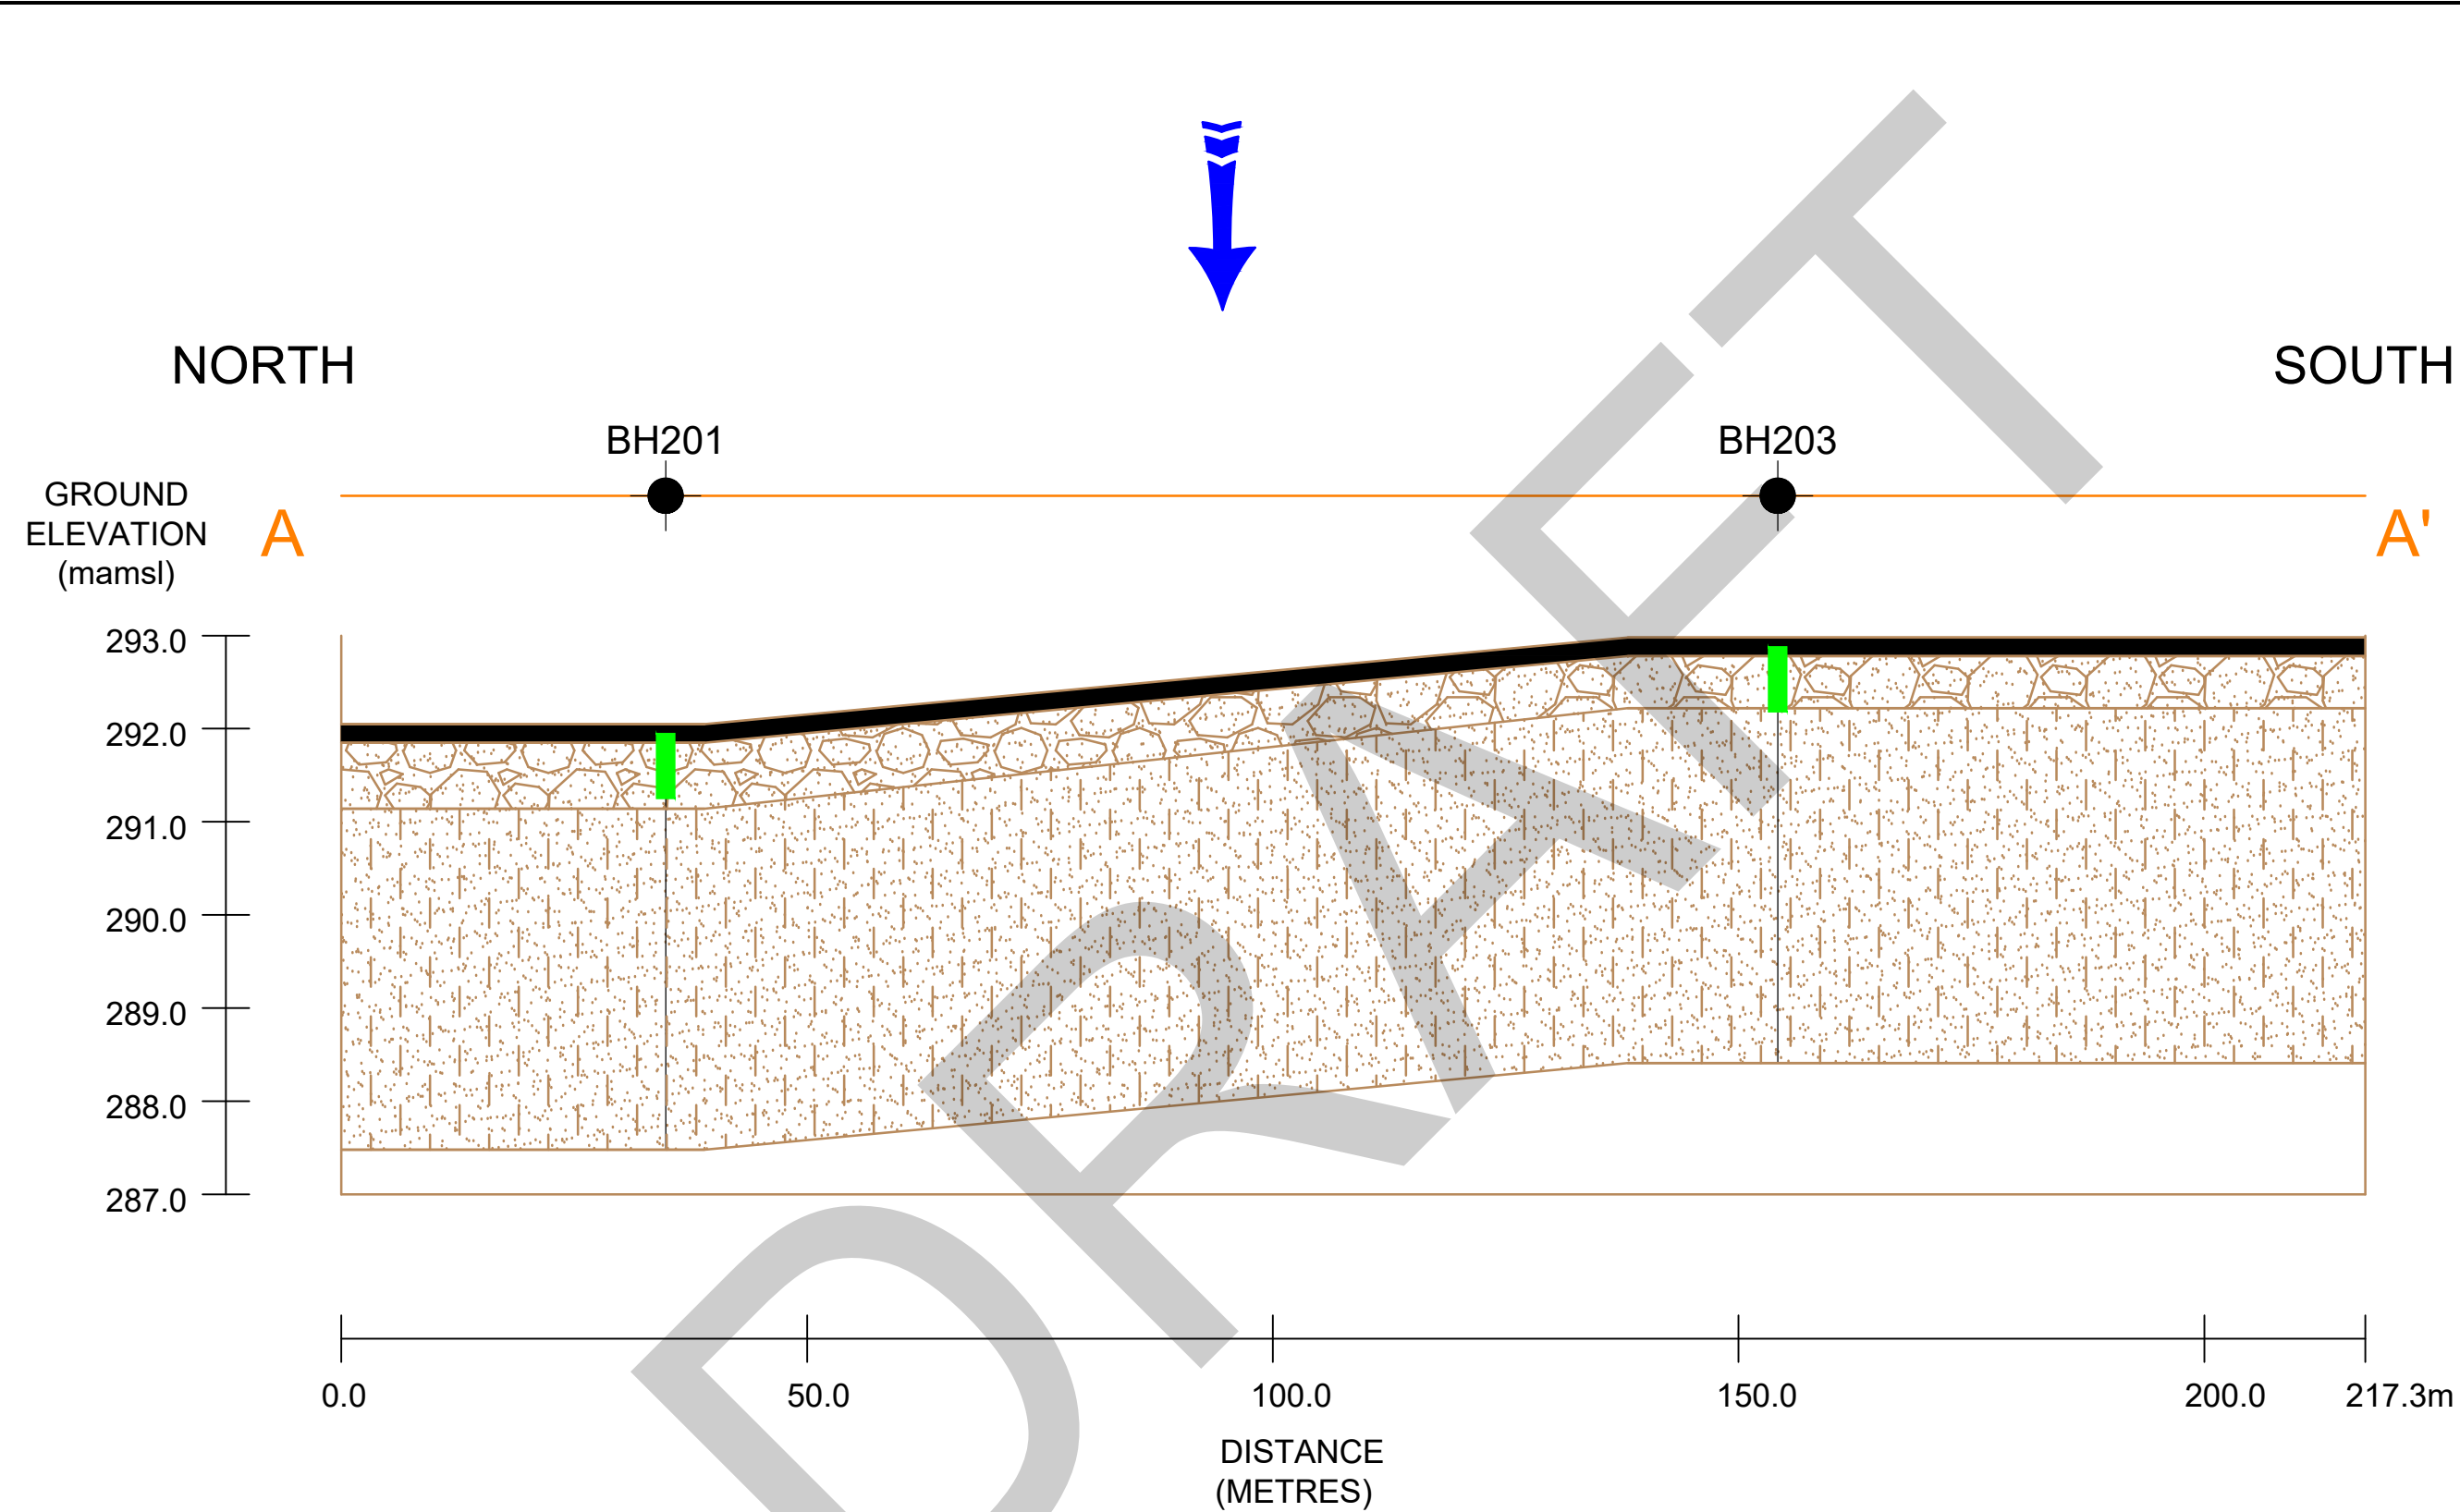 NORTH
SOUTH
BH201
BH203
GROUND
ELEVATION
(mamsl)
A
A'
293.0
292.0
291.0
290.0
289.0
288.0
287.0
0.0
50.0
100.0
150.0
200.0
217.3m
DISTANCE
(METRES)
DRAFT